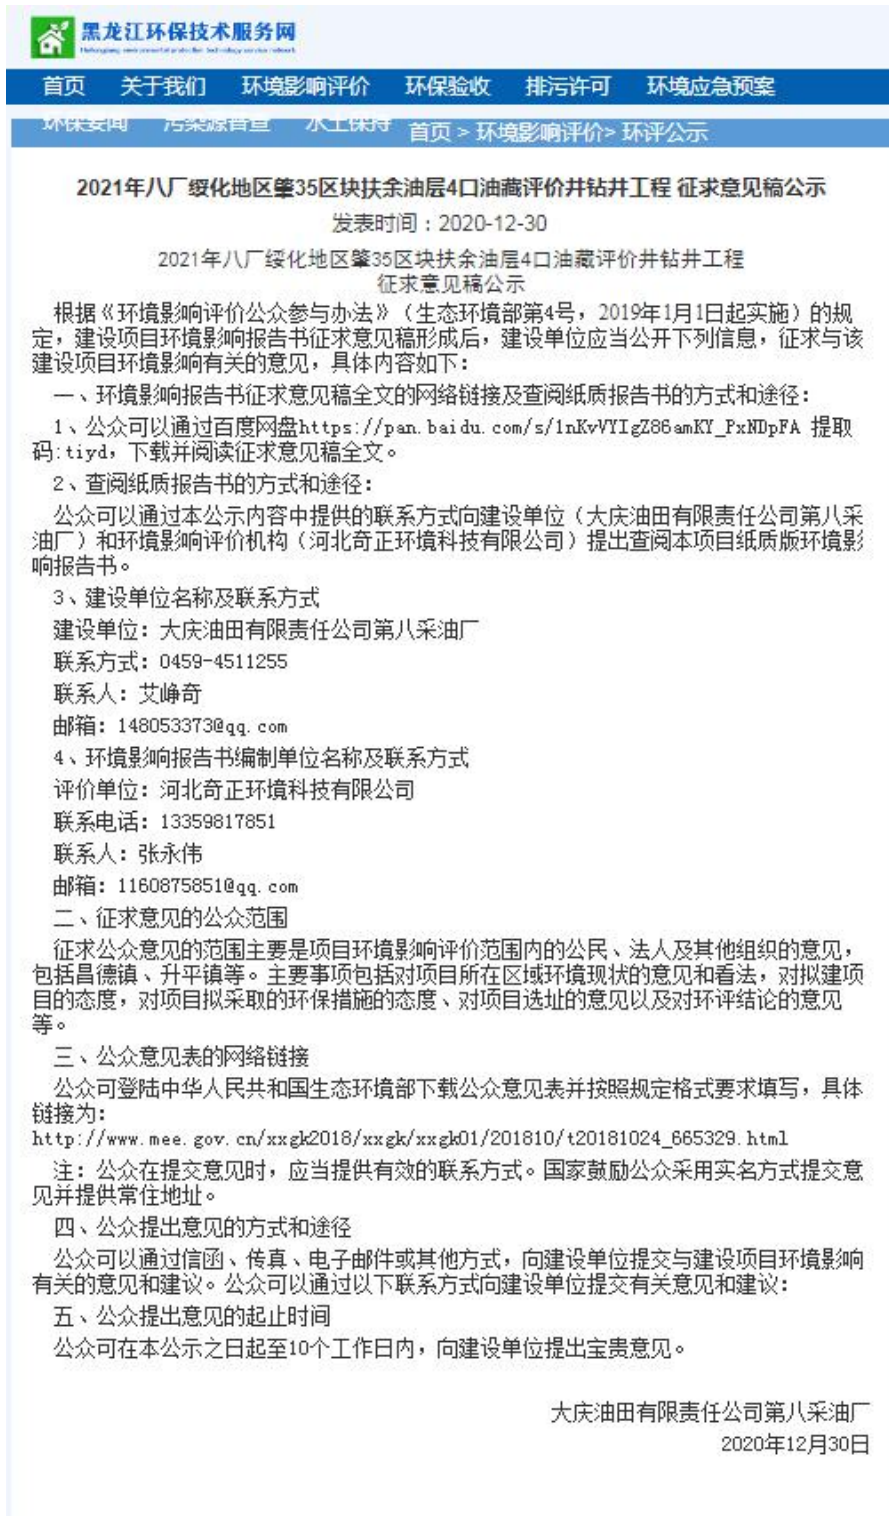 黑龙江环保技术服务网
首页 关于我们 环境影响评价 环保验收 排污许可 环境应急预案
环保要闻 污染源普查 水土保持 首页 > 环境影响评价> 环评公示
2021年八厂绥化地区肇35区块扶余油层4口油藏评价井钻井工程 征求意见稿公示
发表时间：2020-12-30
2021年八厂绥化地区肇35区块扶余油层4口油藏评价井钻井工程
征求意见稿公示
根据《环境影响评价公众参与办法》（生态环境部第4号，2019年1月1日起实施）的规
定，建设项目环境影响报告书征求意见稿形成后，建设单位应当公开下列信息，征求与该
建设项目环境影响有关的意见，具体内容如下：
一、环境影响报告书征求意见稿全文的网络链接及查阅纸质报告书的方式和途径：
1、公众可以通过百度网盘https://pan.baidu.com/s/1nKvVYIgZ86amKY_PxNDpFA 提取
码:tiyd，下载并阅读征求意见稿全文。
2、查阅纸质报告书的方式和途径：
公众可以通过本公示内容中提供的联系方式向建设单位（大庆油田有限责任公司第八采
油厂）和环境影响评价机构（河北奇正环境科技有限公司）提出查阅本项目纸质版环境影
响报告书。
3、建设单位名称及联系方式
建设单位：大庆油田有限责任公司第八采油厂
联系方式：0459-4511255
联系人：艾峥奇
邮箱：148053373@qq.com
4、环境影响报告书编制单位名称及联系方式
评价单位：河北奇正环境科技有限公司
联系电话：13359817851
联系人：张永伟
邮箱：1160875851@qq.com
二、征求意见的公众范围
征求公众意见的范围主要是项目环境影响评价范围内的公民、法人及其他组织的意见，
包括昌德镇、升平镇等。主要事项包括对项目所在区域环境现状的意见和看法，对拟建项
目的态度，对项目拟采取的环保措施的态度、对项目选址的意见以及对环评结论的意见
等。
三、公众意见表的网络链接
公众可登陆中华人民共和国生态环境部下载公众意见表并按照规定格式要求填写，具体
链接为：
http://www.mee.gov.cn/xxgk2018/xxgk/xxgk01/201810/t20181024_665329.html
注：公众在提交意见时，应当提供有效的联系方式。国家鼓励公众采用实名方式提交意
见并提供常住地址。
四、公众提出意见的方式和途径
公众可以通过信函、传真、电子邮件或其他方式，向建设单位提交与建设项目环境影响
有关的意见和建议。公众可以通过以下联系方式向建设单位提交有关意见和建议：
五、公众提出意见的起止时间
公众可在本公示之日起至10个工作日内，向建设单位提出宝贵意见。
大庆油田有限责任公司第八采油厂
2020年12月30日